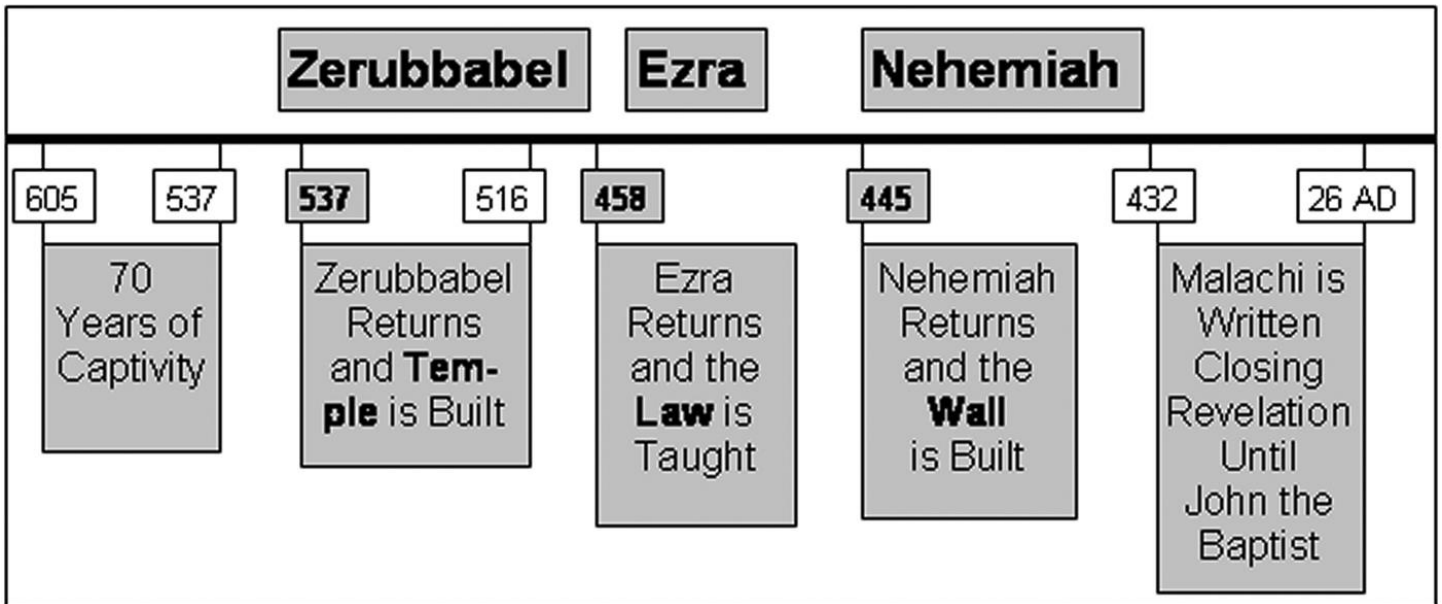 Zerubbabel
Ezra
Nehemiah
605
537
537
516
458
445
432
26 AD
70
Years of
Captivity
Zerubbabel
Returns
and Tem-
ple is Built
Ezra
Returns
and the
Law is
Taught
Nehemiah
Returns
and the
Wall
is Built
Malachi is
Written
Closing
Revelation
Until
John the
Baptist